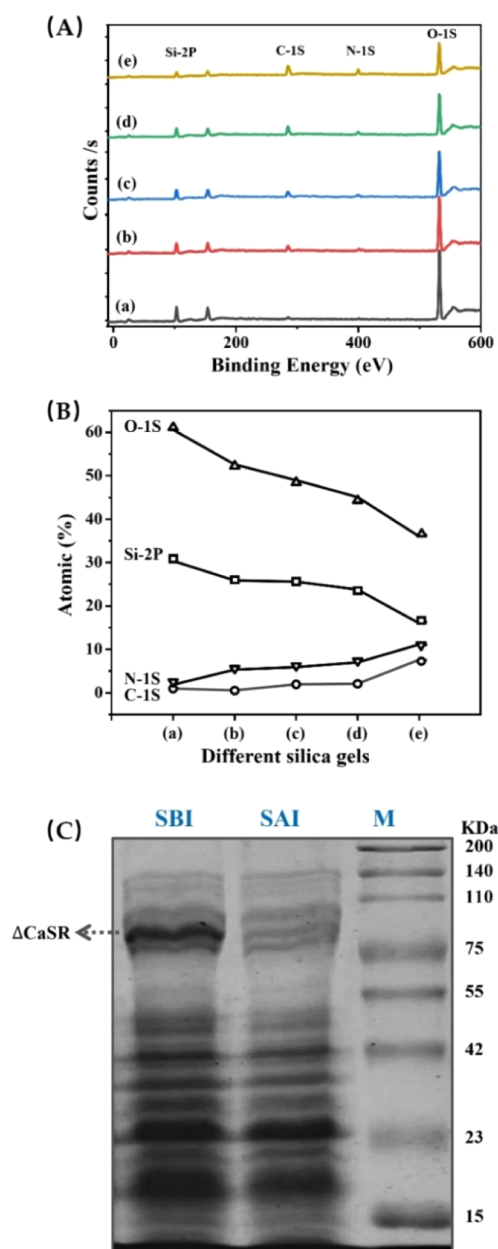 (A)
O-1S
Si-2P C-1S N-1S
(e)
(d)
(c)
(b)
(a)
Counts /s
0 200 400 600
Binding Energy (eV)
(B)
60
O-1S
50
40
Si-2P
30
20
10
N-1S
0
C-1S
Atomic (%)
(a) (b) (c) (d) (e)
Different silica gels
(C)
SBI SAI M KDa
200
140
110
ΔCaSR
75
55
42
23
15